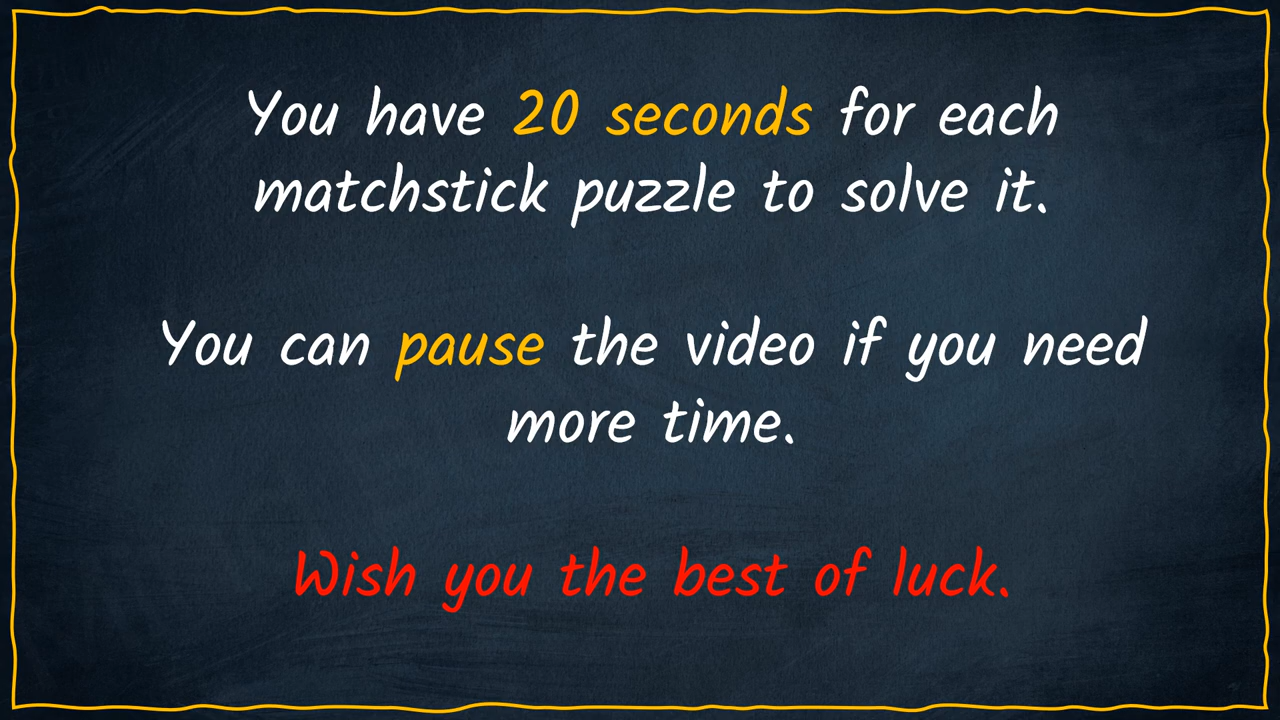 You have 20 seconds for each
matchstick puzzle to solve it.
You can pause the video if you need
more time.
Wish you the best of luck.